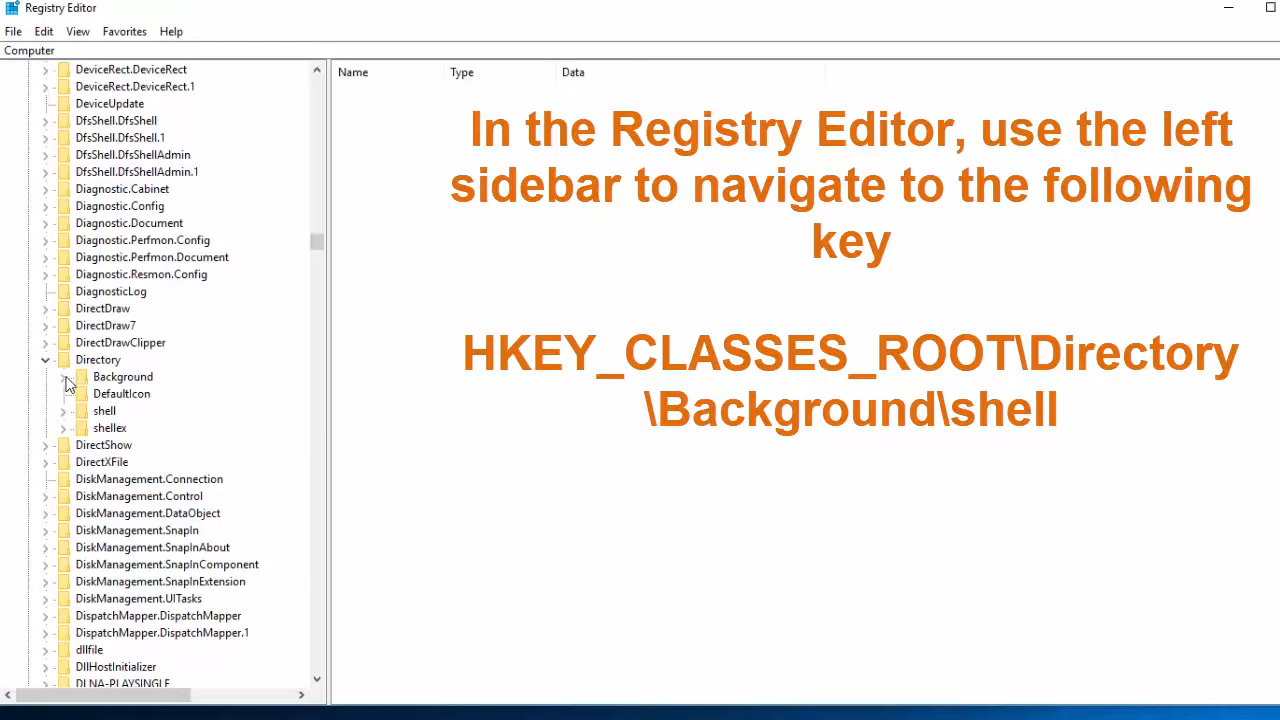 Registry Editor
File Edit View Favorites Help
Computer
DeviceRect.DeviceRect
DeviceRect.DeviceRect.1
DeviceUpdate
DfsShell.DfsShell
DfsShell.DfsShell.1
DfsShell.DfsShellAdmin
DfsShell.DfsShellAdmin.1
Diagnostic.Cabinet
Diagnostic.Config
Diagnostic.Document
Diagnostic.Perfmon.Config
Diagnostic.Perfmon.Document
Diagnostic.Resmon.Config
DiagnosticLog
DirectDraw
DirectDraw7
DirectDrawClipper
Directory
Background
DefaultIcon
shell
shellex
DirectShow
DirectXFile
DiskManagement.Connection
DiskManagement.Control
DiskManagement.DataObject
DiskManagement.SnapIn
DiskManagement.SnapInAbout
DiskManagement.SnapInComponent
DiskManagement.SnapInExtension
DiskManagement.UITasks
DispatchMapper.DispatchMapper
DispatchMapper.DispatchMapper.1
dllfile
DllHostInitializer
DLNA-PLAYSINGLE
Name Type Data
In the Registry Editor, use the left
sidebar to navigate to the following
key
HKEY_CLASSES_ROOT\Directory
\Background\shell